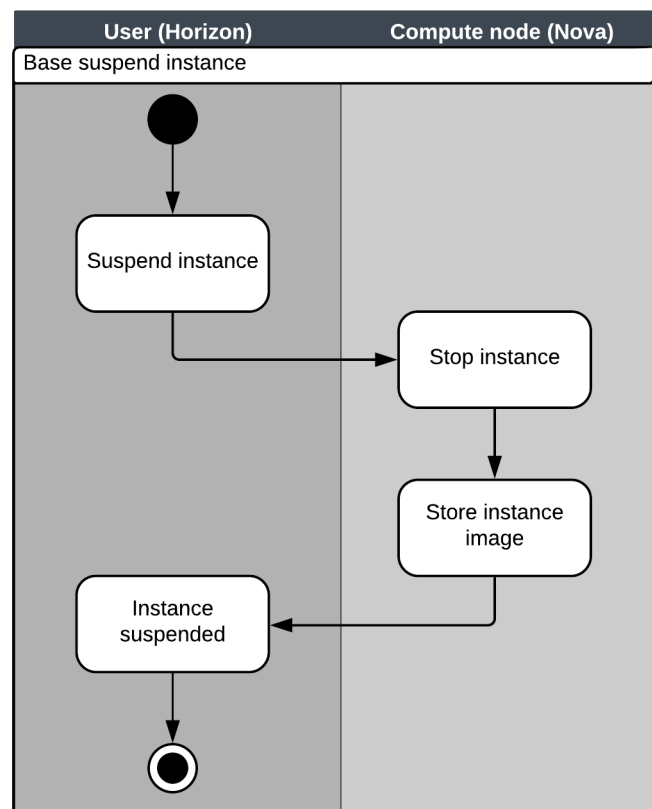 User (Horizon)
Compute node (Nova)
Base suspend instance
Suspend instance
Stop instance
Store instance
image
Instance
suspended